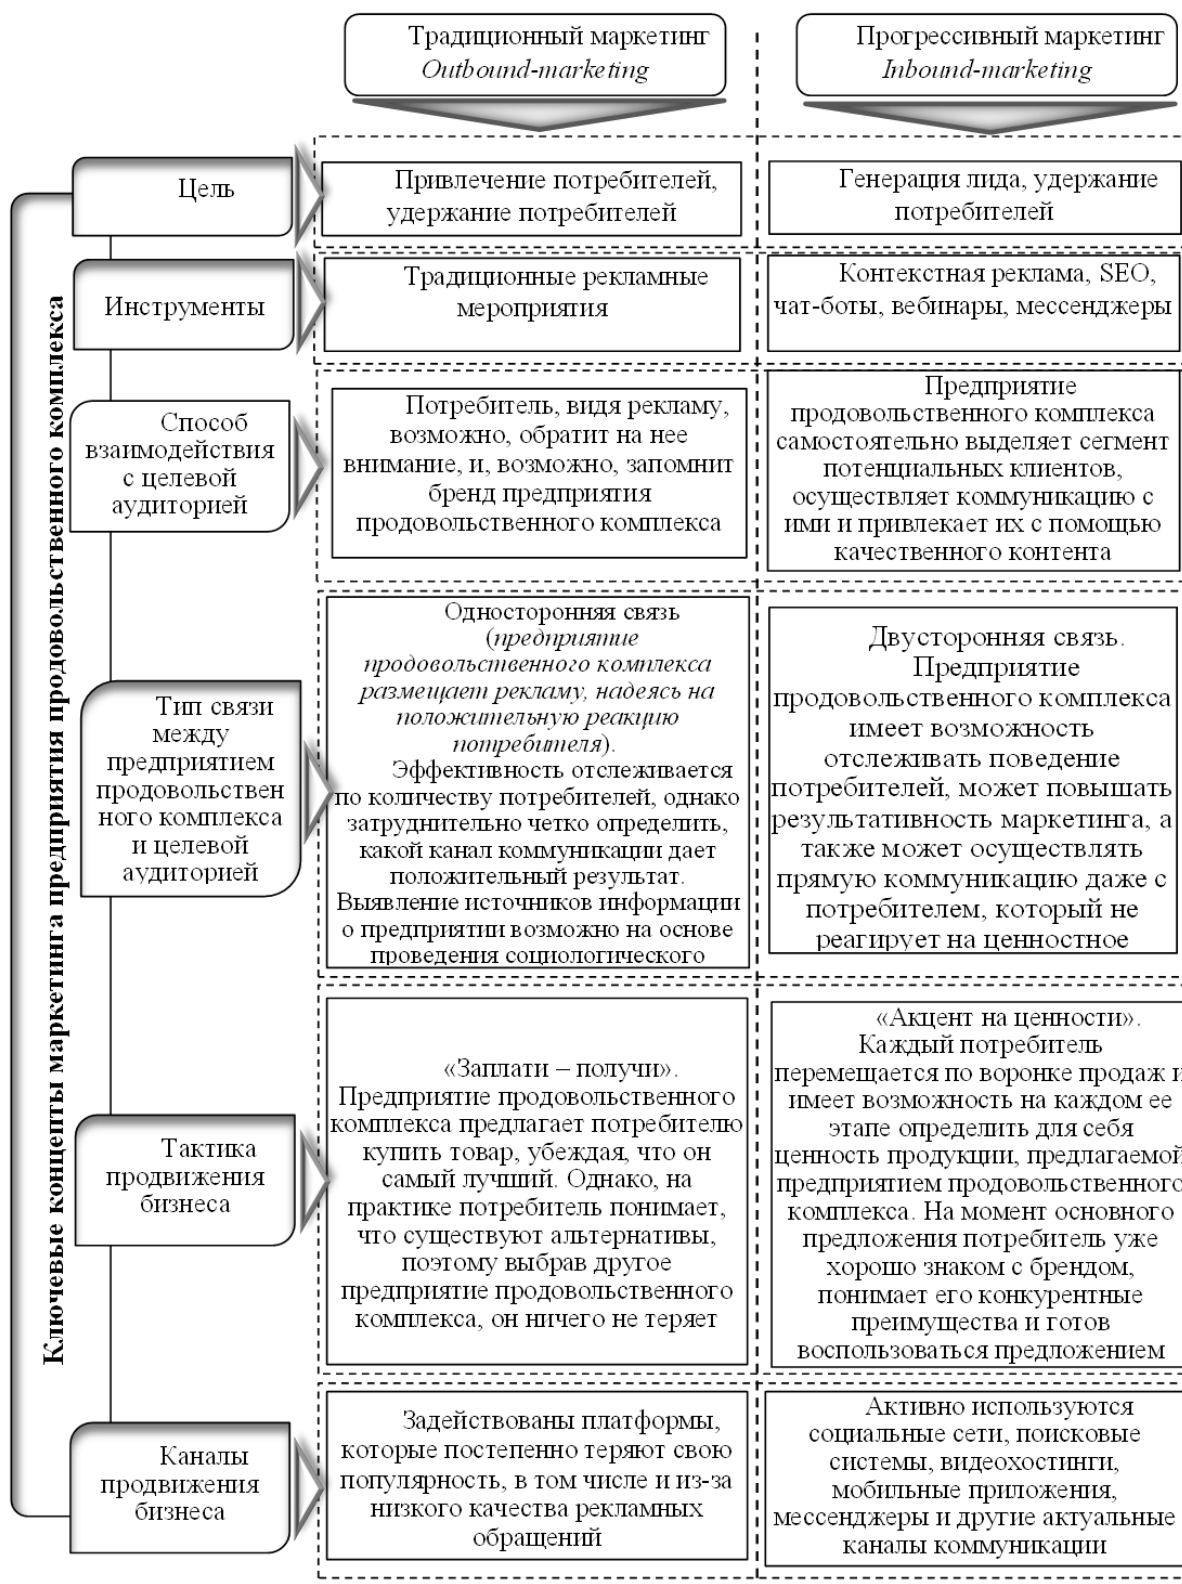 Традиционный маркетинг
Outbound-marketing
Прогрессивный маркетинг
Inbound-marketing
Ключевые концепты маркетинга предприятия продовольственного комплекса
Цель
Привлечение потребителей,
удержание потребителей
Генерация лида, удержание
потребителей
Инструменты
Традиционные рекламные
мероприятия
Контекстная реклама, SEO,
чат-боты, вебинары, мессенджеры
Способ
взаимодействия
с целевой
аудиторией
Потребитель, видя рекламу,
возможно, обратит на нее
внимание, и, возможно, запомнит
бренд предприятия
продовольственного комплекса
Предприятие
продовольственного комплекса
самостоятельно выделяет сегмент
потенциальных клиентов,
осуществляет коммуникацию с
ими и привлекает их с помощью
качественного контента
Тип связи
между
предприятием
продовольствен
ного комплекса
и целевой
аудиторией
Односторонняя связь
(предприятие
продовольственного комплекса
размещает рекламу, надеясь на
положительную реакцию
потребителя).
Эффективность отслеживается
по количеству потребителей, однако
затруднительно четко определить,
какой канал коммуникации дает
положительный результат.
Выявление источников информации
о предприятии возможно на основе
проведения социологического
Двусторонняя связь.
Предприятие
продовольственного комплекса
имеет возможность
отслеживать поведение
потребителей, может повышать
результативность маркетинга, а
также может осуществлять
прямую коммуникацию даже с
потребителем, который не
реагирует на ценностное
Тактика
продвижения
бизнеса
«Заплати – получи».
Предприятие продовольственного
комплекса предлагает потребителю
купить товар, убеждая, что он
самый лучший. Однако, на
практике потребитель понимает,
что существуют альтернативы,
поэтому выбрав другое
предприятие продовольственного
комплекса, он ничего не теряет
«Акцент на ценности».
Каждый потребитель
перемещается по воронке продаж и
имеет возможность на каждом ее
этапе определить для себя
ценность продукции, предлагаемой
предприятием продовольственного
комплекса. На момент основного
предложения потребитель уже
хорошо знаком с брендом,
понимает его конкурентные
преимущества и готов
воспользоваться предложением
Каналы
продвижения
бизнеса
Задействованы платформы,
которые постепенно теряют свою
популярность, в том числе и из-за
низкого качества рекламных
обращений
Активно используются
социальные сети, поисковые
системы, видеохостинги,
мобильные приложения,
мессенджеры и другие актуальные
каналы коммуникации